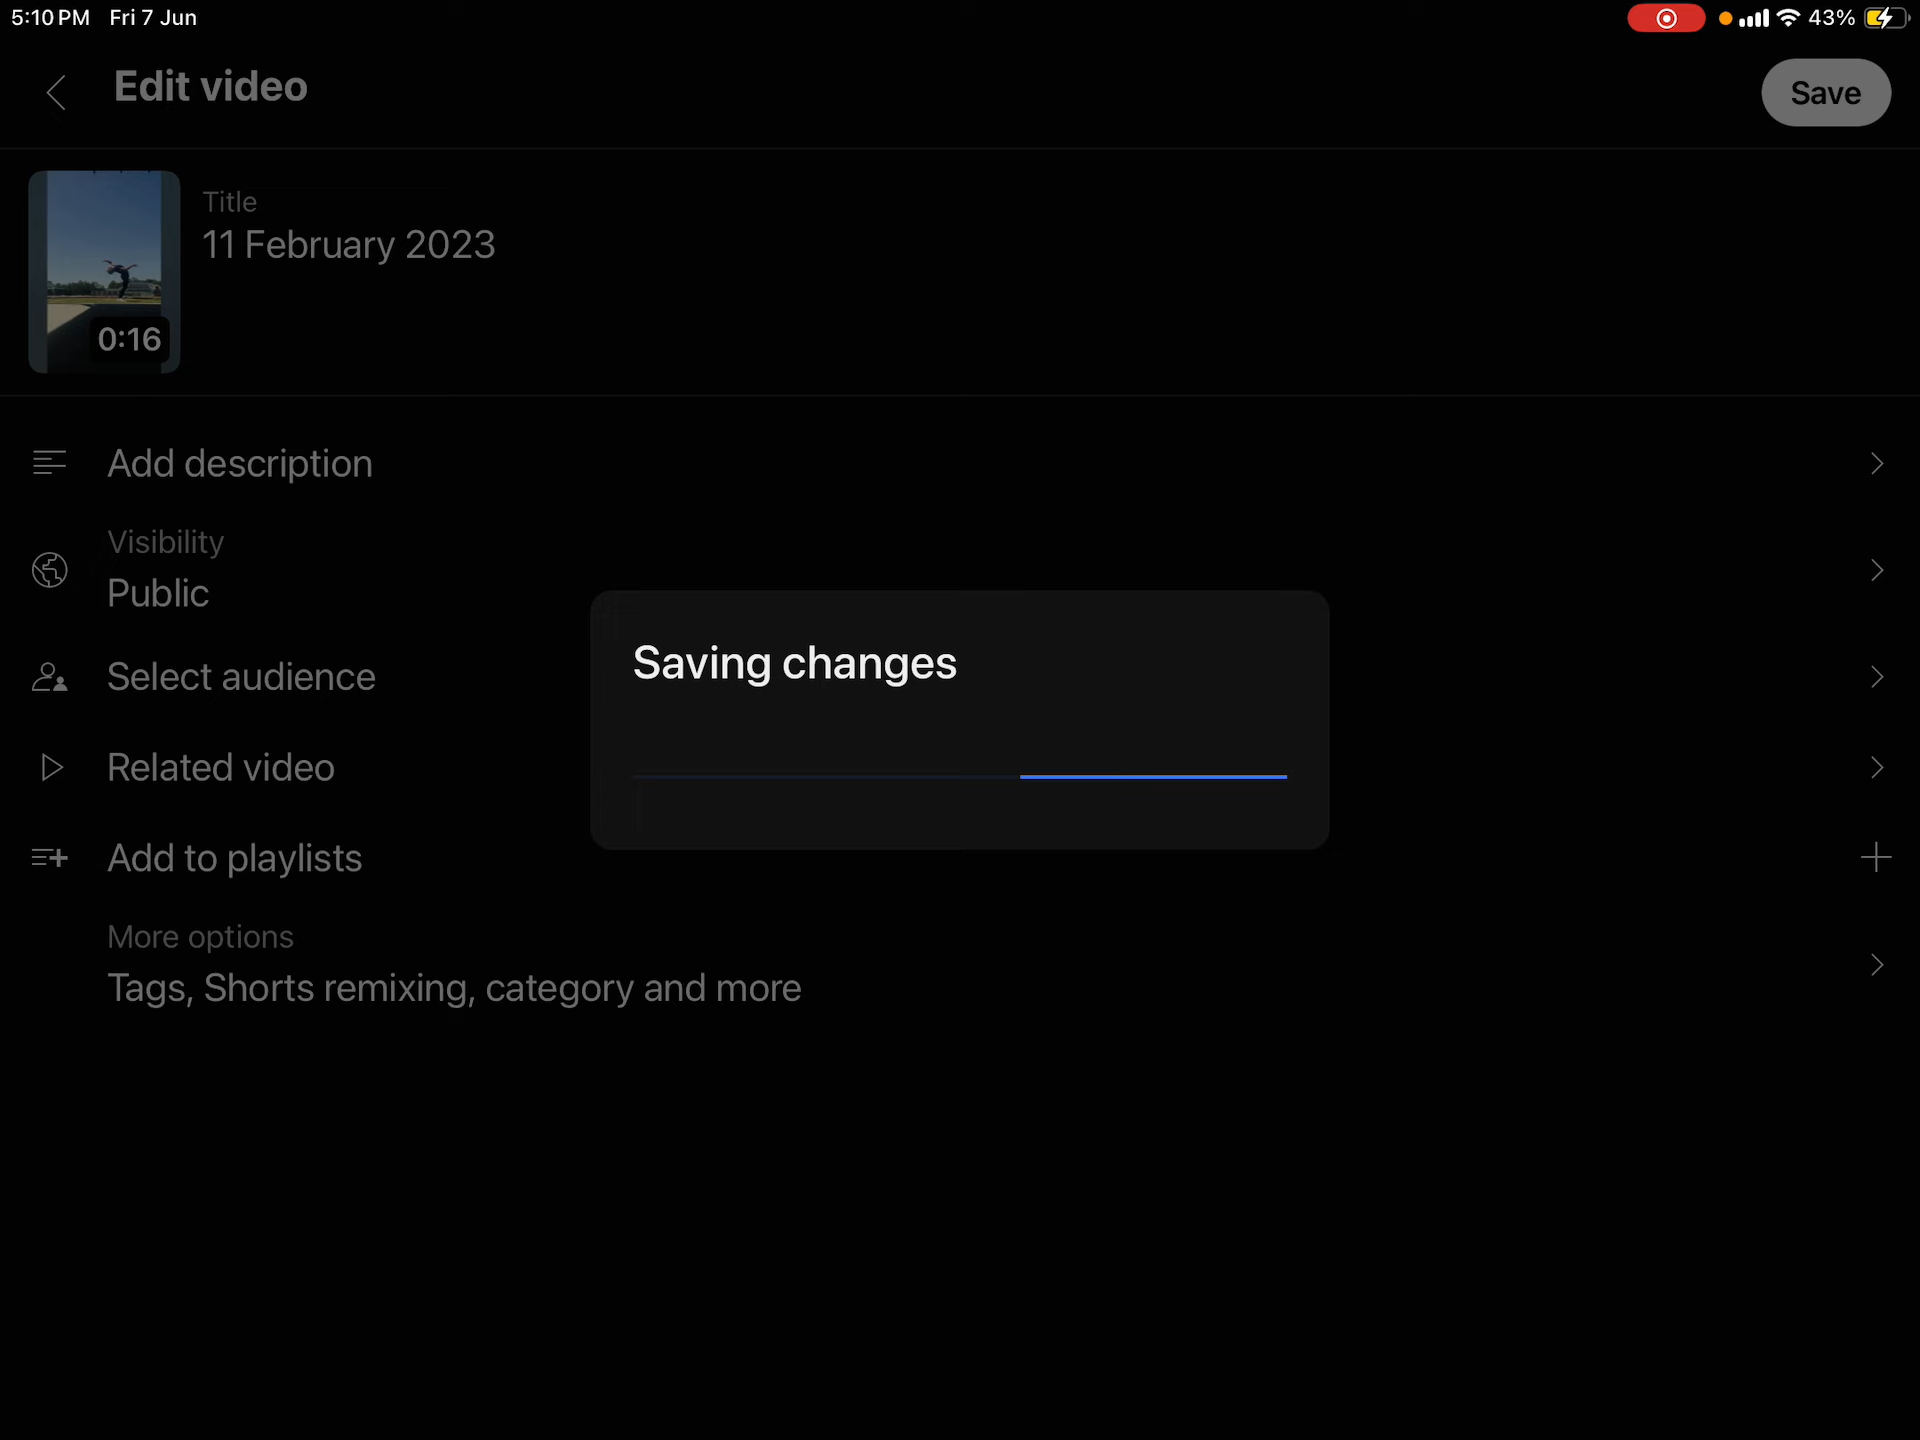 5:10 PM Fri 7 Jun 43%
Edit video
Save
Title
11 February 2023
0:16
Add description
Visibility
Public
Select audience
Saving changes
Related video
Add to playlists
More options
Tags, Shorts remixing, category and more